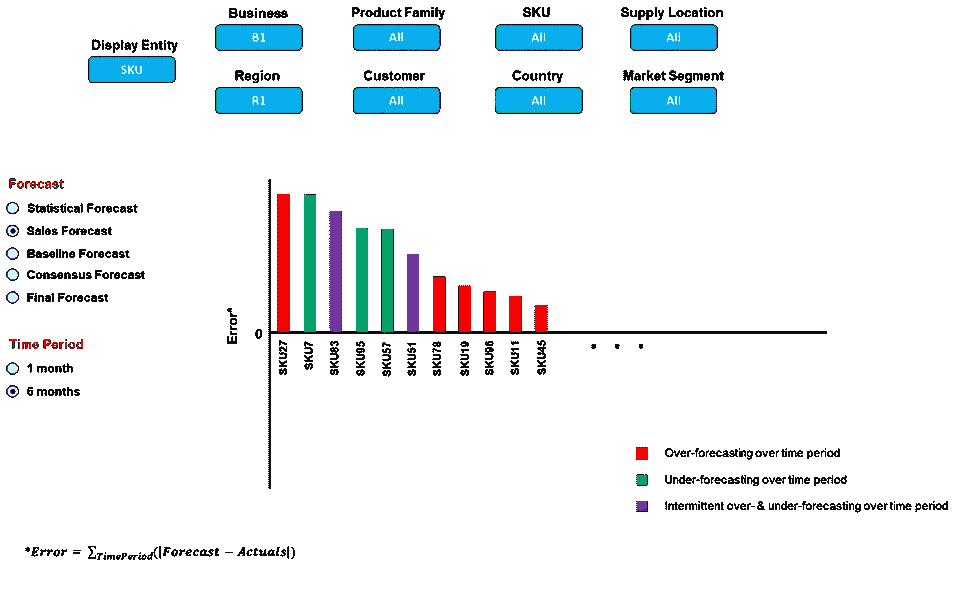 Business
Product Family
SKU
Supply Location
B1
All
All
All
Display Entity
SKU
Region
Customer
Country
Market Segment
R1
All
All
All
Forecast
Statistical Forecast
Sales Forecast
Baseline Forecast
Consensus Forecast
Final Forecast
Time Period
1 month
6 months
Error*
0
SKU27
SKU7
SKU83
SKU95
SKU57
SKU51
SKU78
SKU19
SKU96
SKU11
SKU45
. . .
Over-forecasting over time period
Under-forecasting over time period
Intermittent over- & under-forecasting over time period
*Error = ∑TimePeriod(|Forecast − Actuals|)